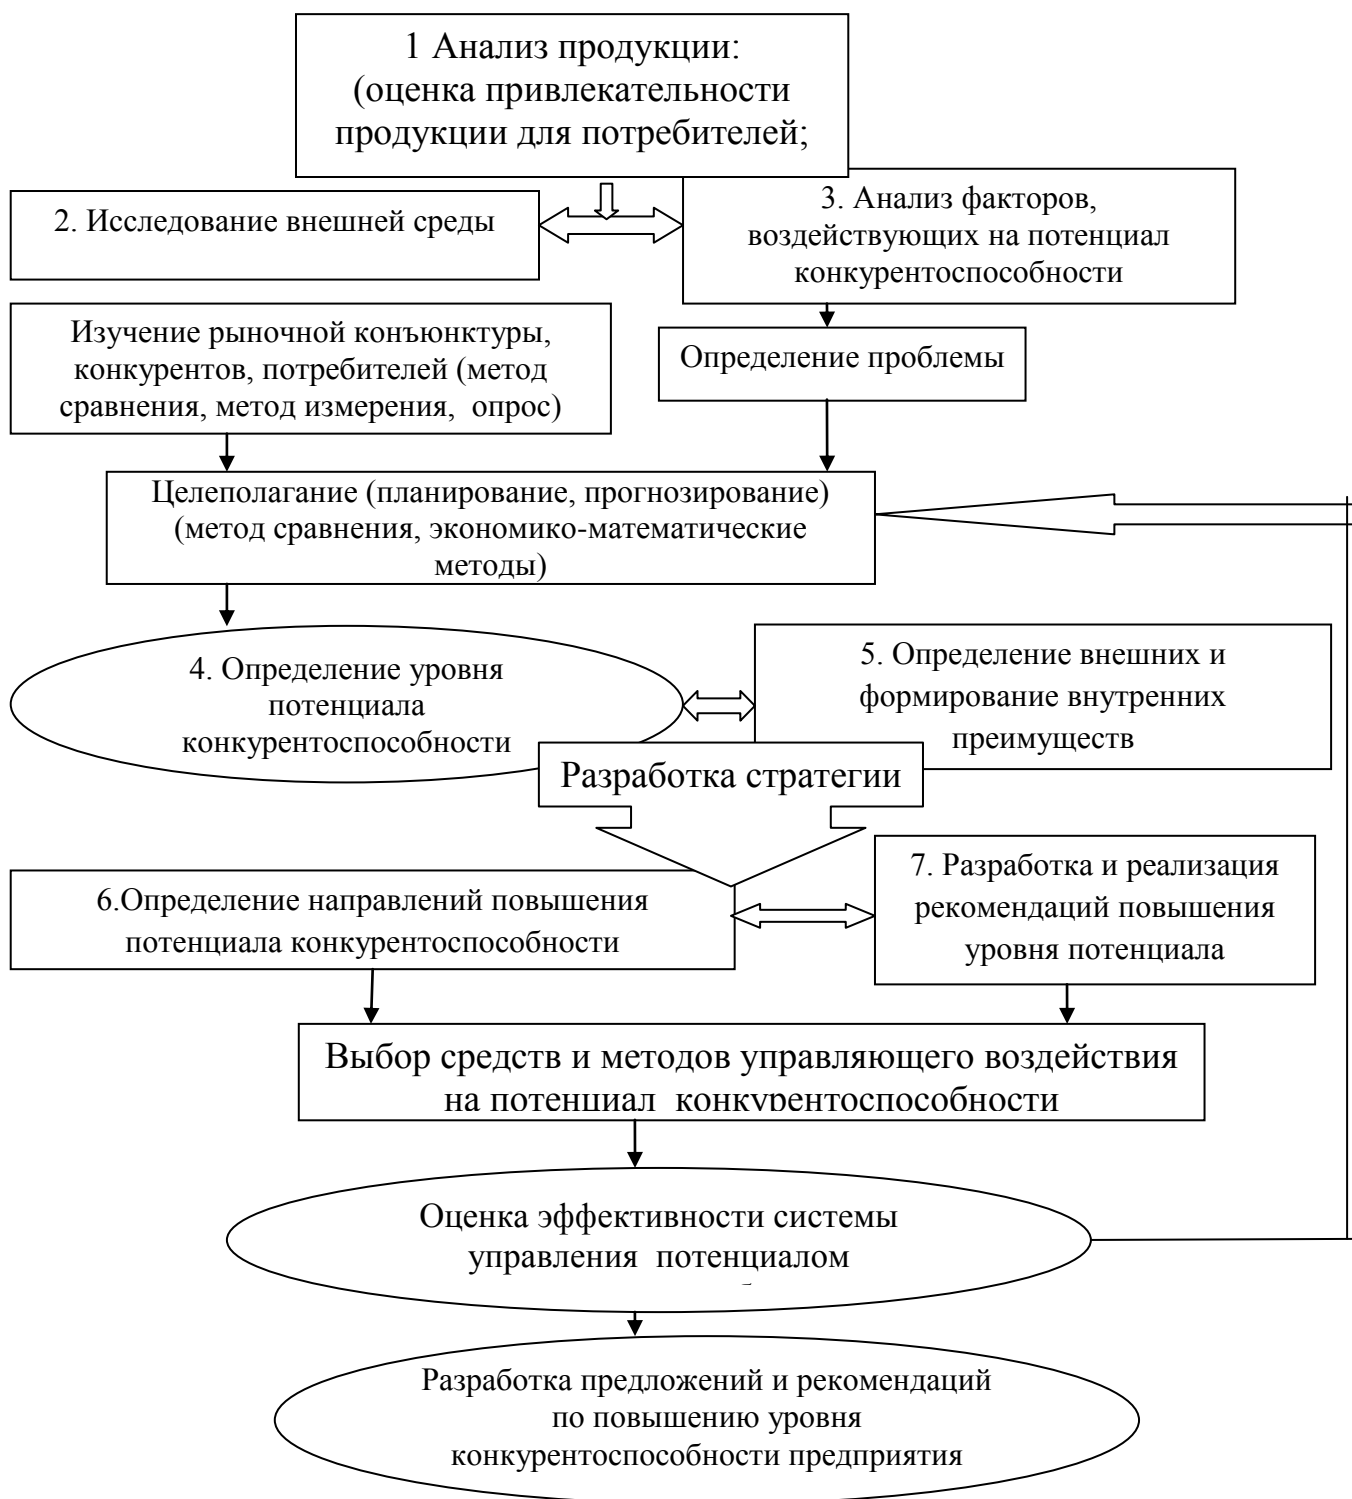 1 Анализ продукции:
(оценка привлекательности
продукции для потребителей;
2. Исследование внешней среды
3. Анализ факторов,
воздействующих на потенциал
конкурентоспособности
Изучение рыночной конъюнктуры,
конкурентов, потребителей (метод
сравнения, метод измерения, опрос)
Определение проблемы
Целеполагание (планирование, прогнозирование)
(метод сравнения, экономико-математические
методы)
4. Определение уровня
потенциала
конкурентоспособности
5. Определение внешних и
формирование внутренних
преимуществ
Разработка стратегии
6.Определение направлений повышения
потенциала конкурентоспособности
7. Разработка и реализация
рекомендаций повышения
уровня потенциала
Выбор средств и методов управляющего воздействия
на потенциал конкурентоспособности
Оценка эффективности системы
управления потенциалом
Разработка предложений и рекомендаций
по повышению уровня
конкурентоспособности предприятия